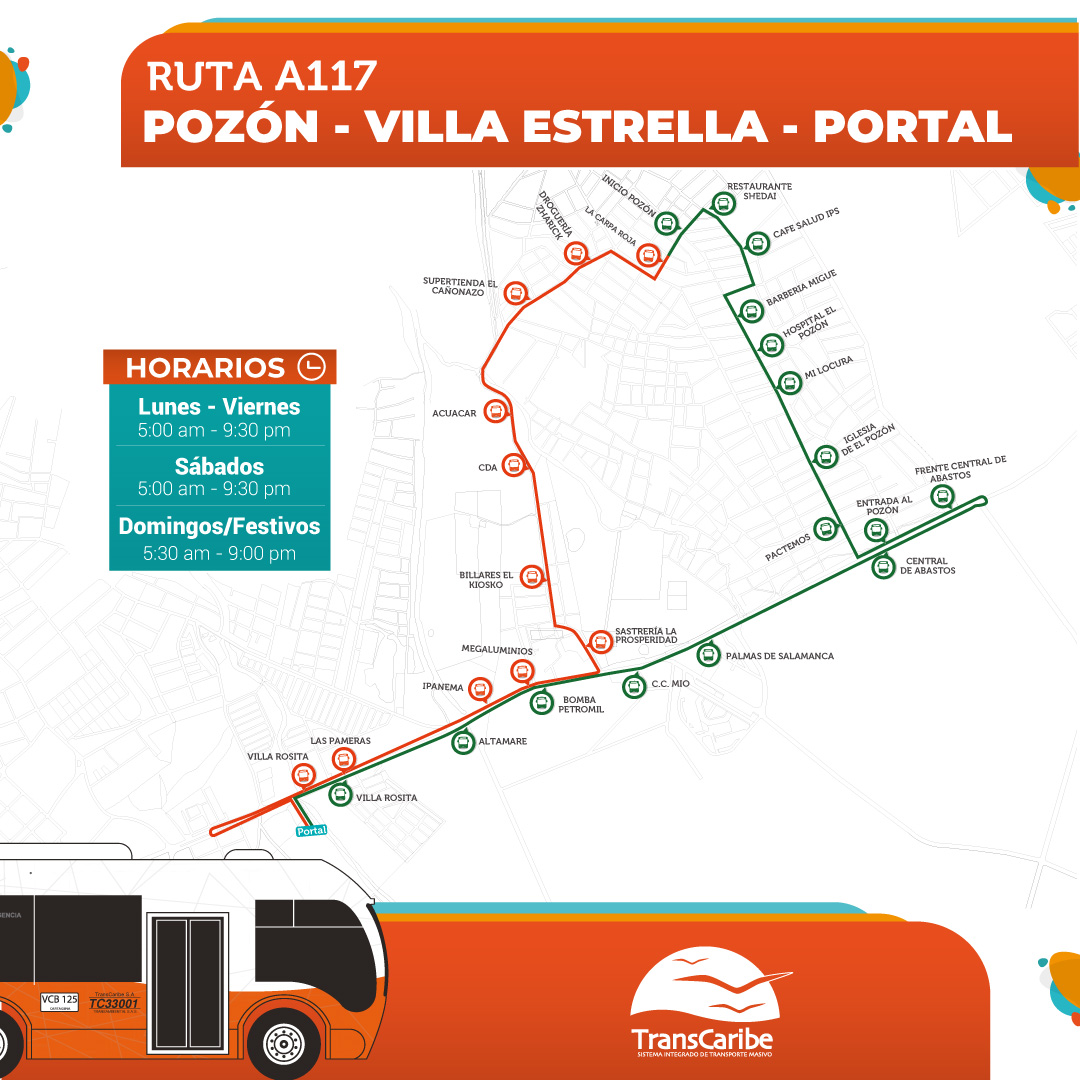 RUTA A117
POZÓN - VILLA ESTRELLA - PORTAL
INICIO POZÓN
RESTAURANTE
SHEDAI
DROGUERÍA
ZHARICK
LA CARPA ROJA
CAFE SALUD IPS
SUPERTIENDA EL
CAÑONAZO
BARBERIA MIGUE
HOSPITAL EL
POZÓN
MI LOCURA
HORARIOS
Lunes - Viernes
5:00 am - 9:30 pm
Sábados
5:00 am - 9:30 pm
Domingos/Festivos
5:30 am - 9:00 pm
ACUACAR
CDA
IGLESIA
DE EL POZÓN
FRENTE CENTRAL DE
ABASTOS
ENTRADA AL
POZÓN
PACTEMOS
CENTRAL
DE ABASTOS
BILLARES EL
KIOSKO
SASTRERÍA LA
PROSPERIDAD
MEGALUMINIOS
PALMAS DE SALAMANCA
IPANEMA
C.C. MIO
BOMBA
PETROMIL
ALTAMARE
LAS PAMERAS
VILLA ROSITA
VILLA ROSITA
Portal
GENCIA
VCB 125
CARTAGENA
TransCaribe S.A.
TC33001
TransCaribe
SISTEMA INTEGRADO DE TRANSPORTE MASIVO